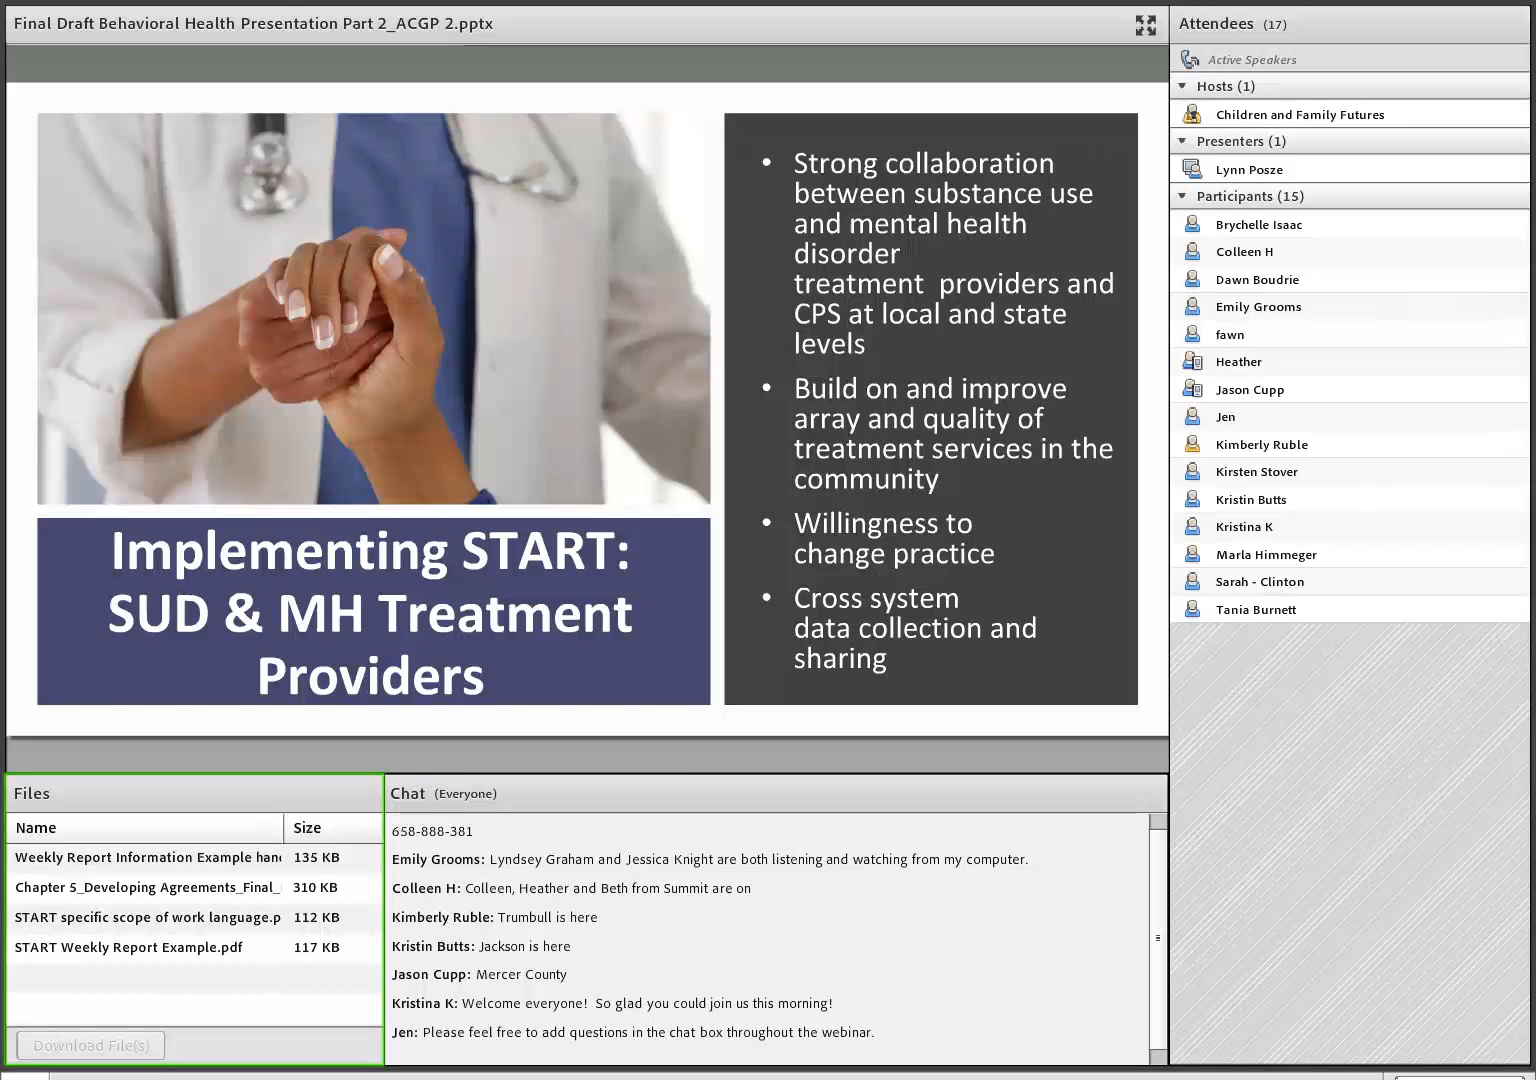 Final Draft Behavioral Health Presentation Part 2_ACGP 2.pptx
Implementing START:
SUD & MH Treatment
Providers
• Strong collaboration
between substance use
and mental health
disorder
treatment  providers and
CPS at local and state
levels
• Build on and improve
array and quality of
treatment services in the
community
• Willingness to
change practice
• Cross system
data collection and
sharing
Attendees (17)
Active Speakers
Hosts (1)
Children and Family Futures
Presenters (1)
Lynn Posze
Participants (15)
Brychelle Isaac
Colleen H
Dawn Boudrie
Emily Grooms
fawn
Heather
Jason Cupp
Jen
Kimberly Ruble
Kirsten Stover
Kristin Butts
Kristina K
Marla Himmeger
Sarah - Clinton
Tania Burnett
Files
Name Size
Weekly Report Information Example han 135 KB
Chapter 5_Developing Agreements_Final_ 310 KB
START specific scope of work language.p 112 KB
START Weekly Report Example.pdf 117 KB
Download File(s)
Chat (Everyone)
658-888-381
Emily Grooms: Lyndsey Graham and Jessica Knight are both listening and watching from my computer.
Colleen H: Colleen, Heather and Beth from Summit are on
Kimberly Ruble: Trumbull is here
Kristin Butts: Jackson is here
Jason Cupp: Mercer County
Kristina K: Welcome everyone!  So glad you could join us this morning!
Jen: Please feel free to add questions in the chat box throughout the webinar.